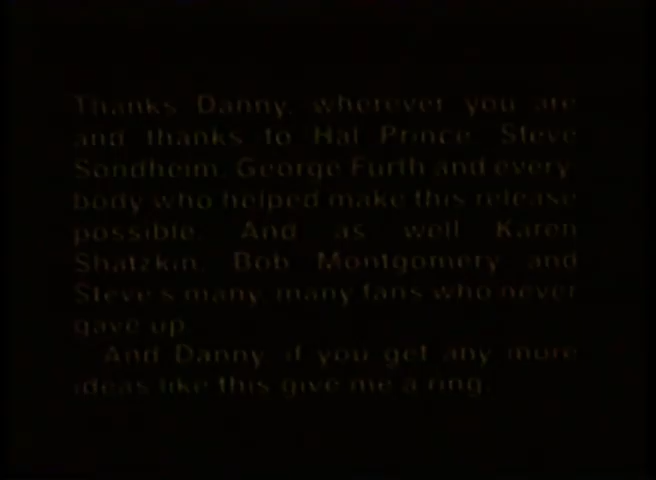 Thanks Danny, wherever you are
and thanks to Hal Prince, Steve
Sondheim, George Furth and every
body who helped make this release
possible. And as well Karen
Shatzkin, Bob Montgomery and
Steve's many, many fans who never
gave up.
And Danny, if you get any more
ideas like this give me a ring.